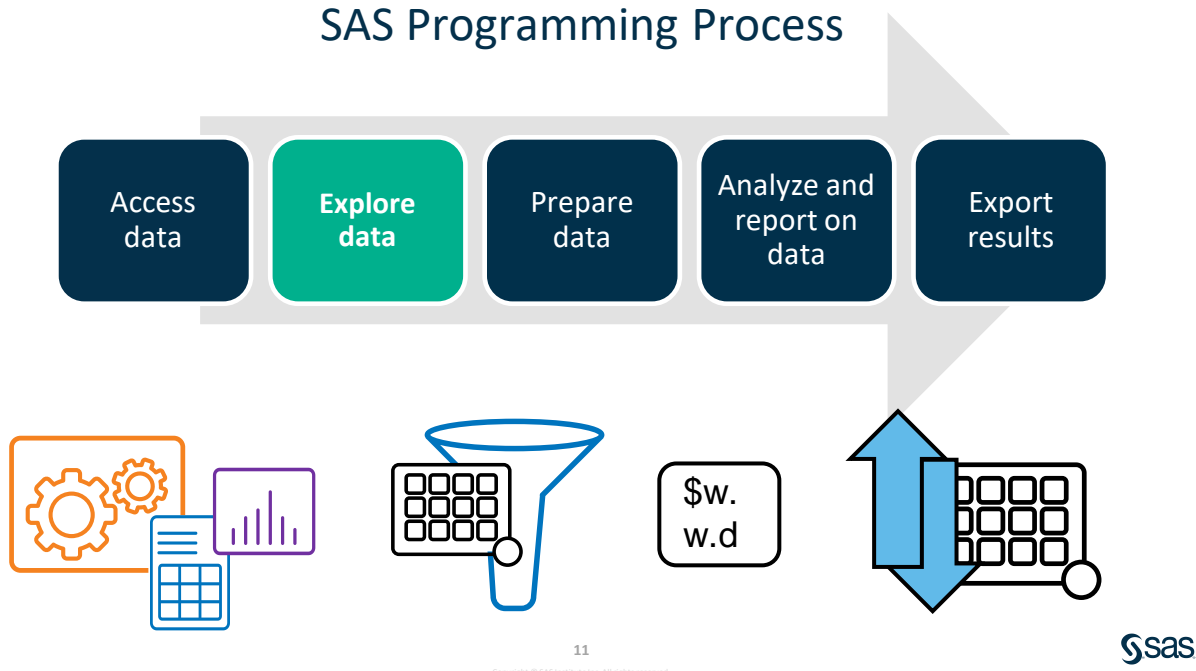 SAS Programming Process
Access
data
Explore
data
Prepare
data
Analyze and
report on
data
Export
results
$w.
w.d
11
sas